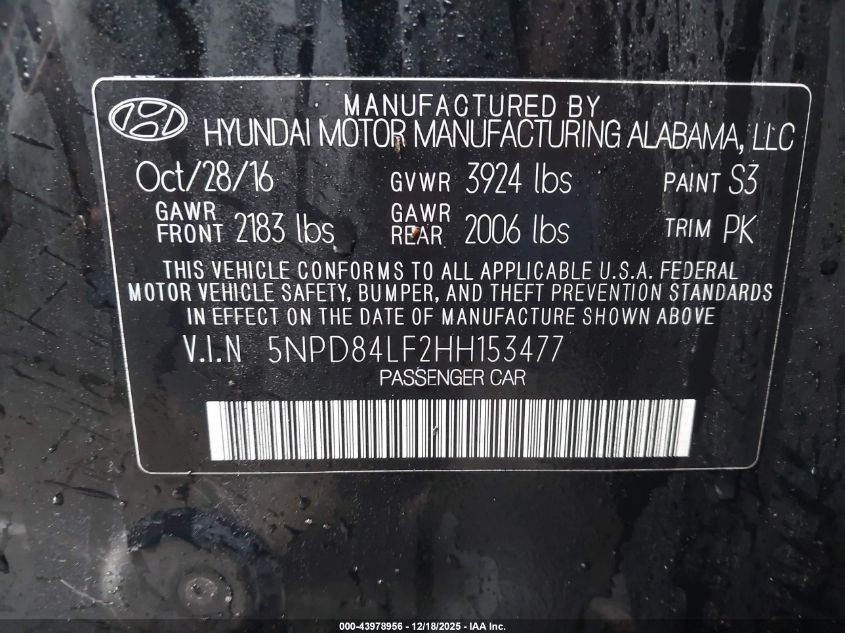 MANUFACTURED BY
HYUNDAI MOTOR MANUFACTURING ALABAMA, LLC
Oct/28/16 GVWR 3924 lbs PAINT S3
GAWR FRONT 2183 lbs GAWR REAR 2006 lbs TRIM PK
THIS VEHICLE CONFORMS TO ALL APPLICABLE U.S.A. FEDERAL
MOTOR VEHICLE SAFETY, BUMPER, AND THEFT PREVENTION STANDARDS
IN EFFECT ON THE DATE OF MANUFACTURE SHOWN ABOVE
V.I.N 5NPD84LF2HH153477
PASSENGER CAR
000-43978956 - 12/18/2025 - IAA Inc.